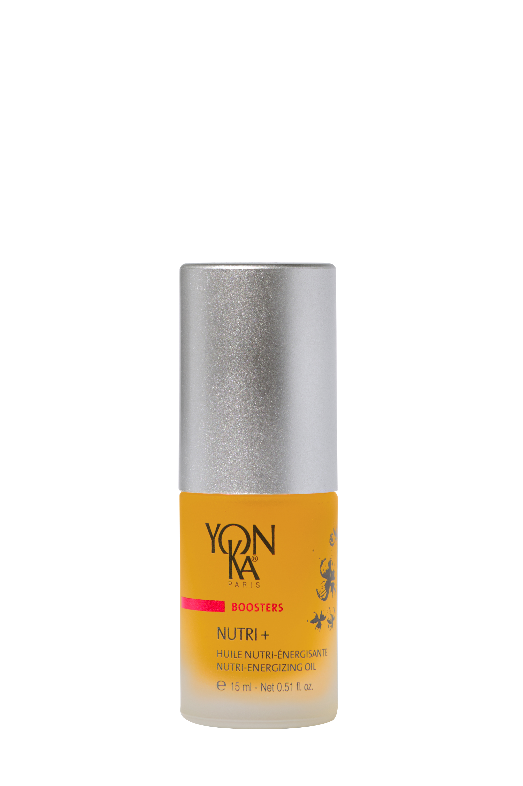 YON
KA®
PARIS
BOOSTERS
NUTRI +
HUILE NUTRI-ÉNERGISANTE
NUTRI-ENERGIZING OIL
℮ 15 ml - Net 0.51 fl. oz.